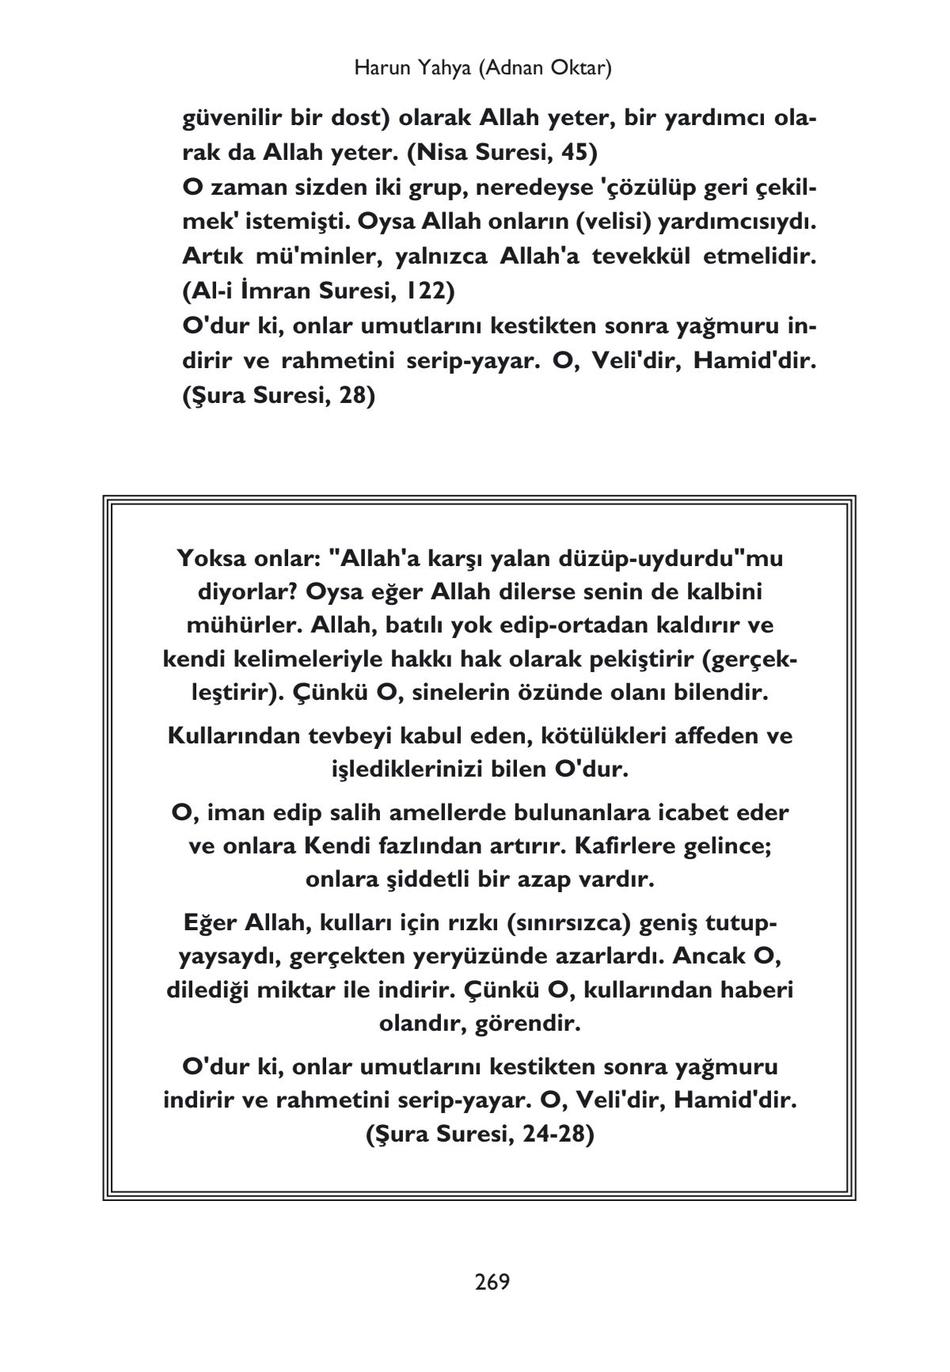 Harun Yahya (Adnan Oktar)
güvenilir bir dost) olarak Allah yeter, bir yardımcı ola-
rak da Allah yeter. (Nisa Suresi, 45)
O zaman sizden iki grup, neredeyse 'çözülüp geri çekil-
mek' istemişti. Oysa Allah onların (velisi) yardımcısıydı.
Artık mü'minler, yalnızca Allah'a tevekkül etmelidir.
(Al-i İmran Suresi, 122)
O'dur ki, onlar umutlarını kestikten sonra yağmuru in-
dirir ve rahmetini serip-yayar. O, Veli'dir, Hamid'dir.
(Şura Suresi, 28)
Yoksa onlar: "Allah'a karşı yalan düzüp-uydurdu"mu
diyorlar? Oysa eğer Allah dilerse senin de kalbini
mühürler. Allah, batılı yok edip-ortadan kaldırır ve
kendi kelimeleriyle hakkı hak olarak pekiştirir (gerçek-
leştirir). Çünkü O, sinelerin özünde olanı bilendir.
Kullarından tevbeyi kabul eden, kötülükleri affeden ve
işlediklerinizi bilen O'dur.
O, iman edip salih amellerde bulunanlara icabet eder
ve onlara Kendi fazlından artırır. Kafirlere gelince;
onlara şiddetli bir azap vardır.
Eğer Allah, kulları için rızkı (sınırsızca) geniş tutup-
yaysaydı, gerçekten yeryüzünde azarlardı. Ancak O,
dilediği miktar ile indirir. Çünkü O, kullarından haberi
olandır, görendir.
O'dur ki, onlar umutlarını kestikten sonra yağmuru
indirir ve rahmetini serip-yayar. O, Veli'dir, Hamid'dir.
(Şura Suresi, 24-28)
269